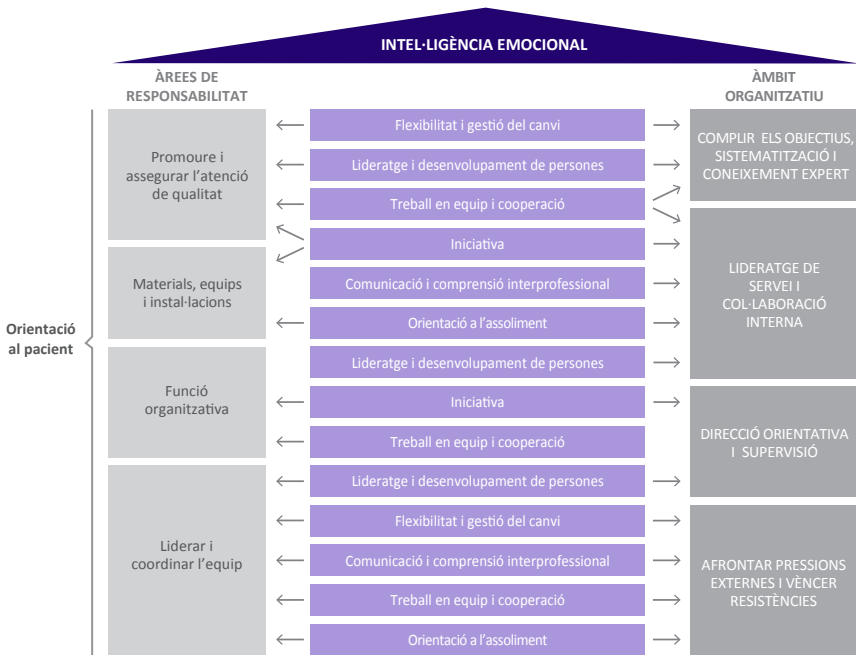 INTEL·LIGÈNCIA EMOCIONAL
ÀREES DE
RESPONSABILITAT
ÀMBIT
ORGANITZATIU
Orientació
al pacient
Promoure i
assegurar l'atenció
de qualitat
Materials, equips
i instal·lacions
Funció
organitzativa
Liderar i
coordinar l'equip
Flexibilitat i gestió del canvi
Lideratge i desenvolupament de persones
Treball en equip i cooperació
Iniciativa
Comunicació i comprensió interprofessional
Orientació a l'assoliment
Lideratge i desenvolupament de persones
Iniciativa
Treball en equip i cooperació
Lideratge i desenvolupament de persones
Flexibilitat i gestió del canvi
Comunicació i comprensió interprofessional
Treball en equip i cooperació
Orientació a l'assoliment
COMPLIR ELS OBJECTIUS,
SISTEMATITZACIÓ I
CONEIXEMENT EXPERT
LIDERATGE DE
SERVEI I
COL·LABORACIÓ
INTERNA
DIRECCIÓ ORIENTATIVA
I SUPERVISIÓ
AFRONTAR PRESSIONS
EXTERNES I VÈNCER
RESISTÈNCIES